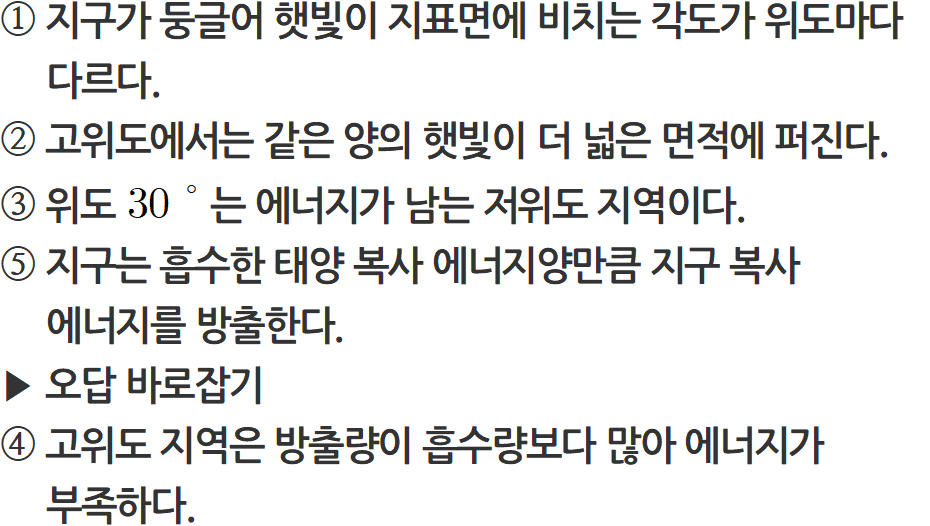 ① 지구가 둥글어 햇빛이 지표면에 비치는 각도가 위도마다
다르다.
② 고위도에서는 같은 양의 햇빛이 더 넓은 면적에 퍼진다.
③ 위도 30 °는 에너지가 남는 저위도 지역이다.
⑤ 지구는 흡수한 태양 복사 에너지양만큼 지구 복사
에너지를 방출한다.
▶ 오답 바로잡기
④ 고위도 지역은 방출량이 흡수량보다 많아 에너지가
부족하다.